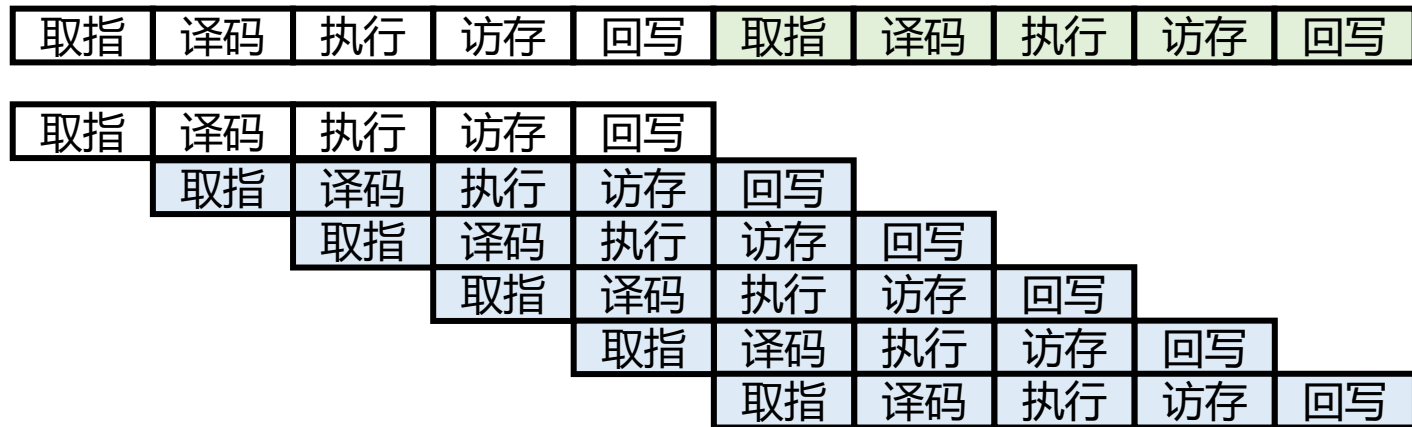 取指 译码 执行 访存 回写 取指 译码 执行 访存 回写
取指 译码 执行 访存 回写
取指 译码 执行 访存 回写
取指 译码 执行 访存 回写
取指 译码 执行 访存 回写
取指 译码 执行 访存 回写
取指 译码 执行 访存 回写